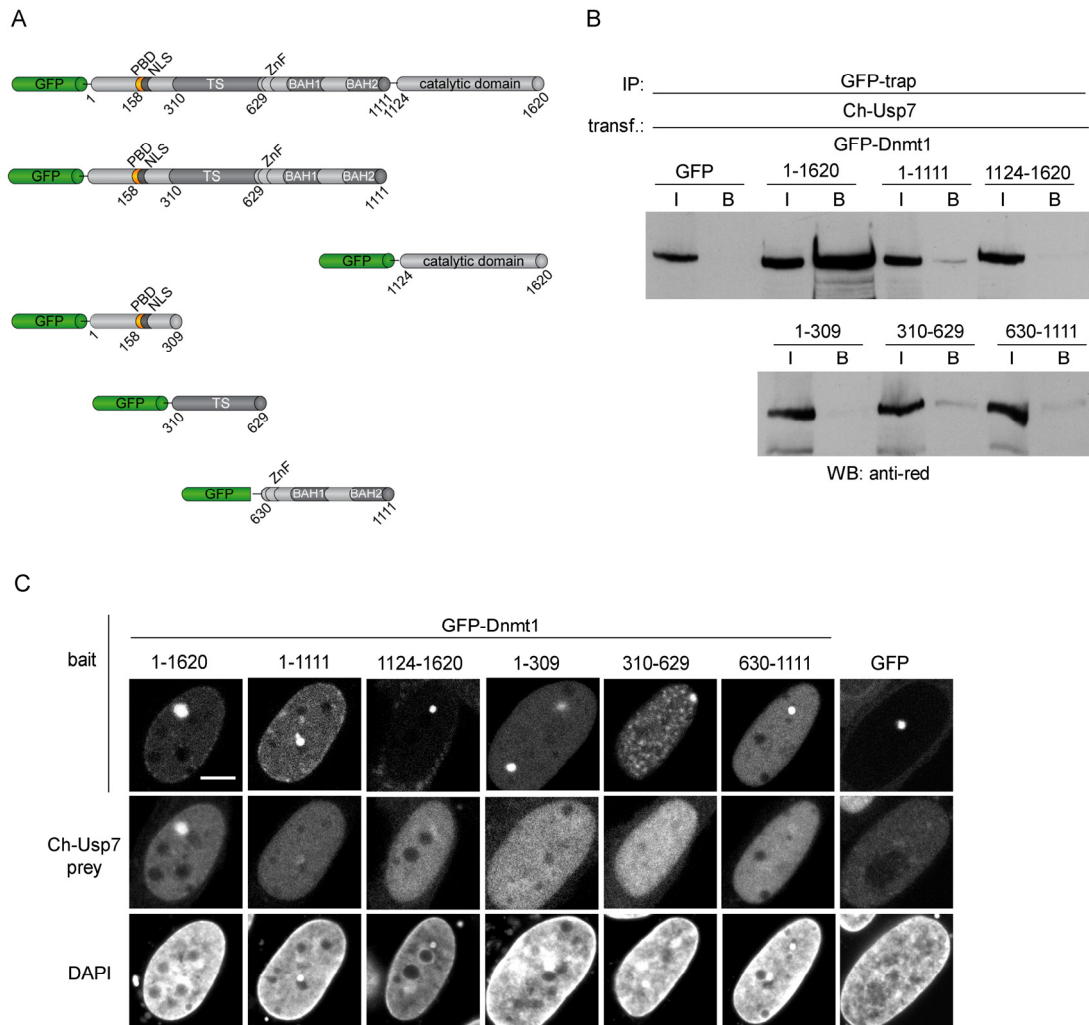 A
GFP PBD NLS TS ZnF BAH1 BAH2 catalytic domain
1 158 310 629 1111 1124 1620
GFP PBD NLS TS ZnF BAH1 BAH2
158 310 629 1111
GFP catalytic domain
1124 1620
GFP PBD NLS
1 158 309
GFP TS
310 629
GFP ZnF BAH1 BAH2
630 1111
B
IP: GFP-trap
transf.: Ch-Usp7
GFP-Dnmt1
GFP 1-1620 1-1111 1124-1620
I B I B I B I B
1-309 310-629 630-1111
I B I B I B
WB: anti-red
C
GFP-Dnmt1
bait 1-1620 1-1111 1124-1620 1-309 310-629 630-1111 GFP
Ch-Usp7
prey
DAPI